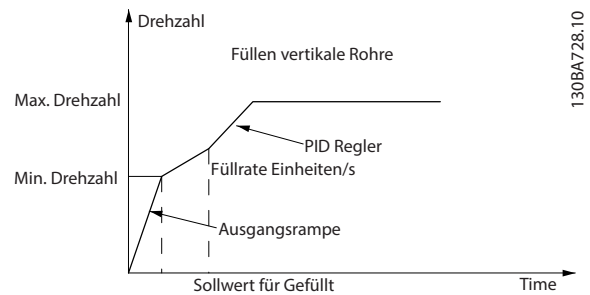 Drehzahl
Füllen vertikale Rohre
130BA728.10
Max. Drehzahl
PID Regler
Füllrate Einheiten/s
Min. Drehzahl
Ausgangsrampe
Sollwert für Gefüllt
Time